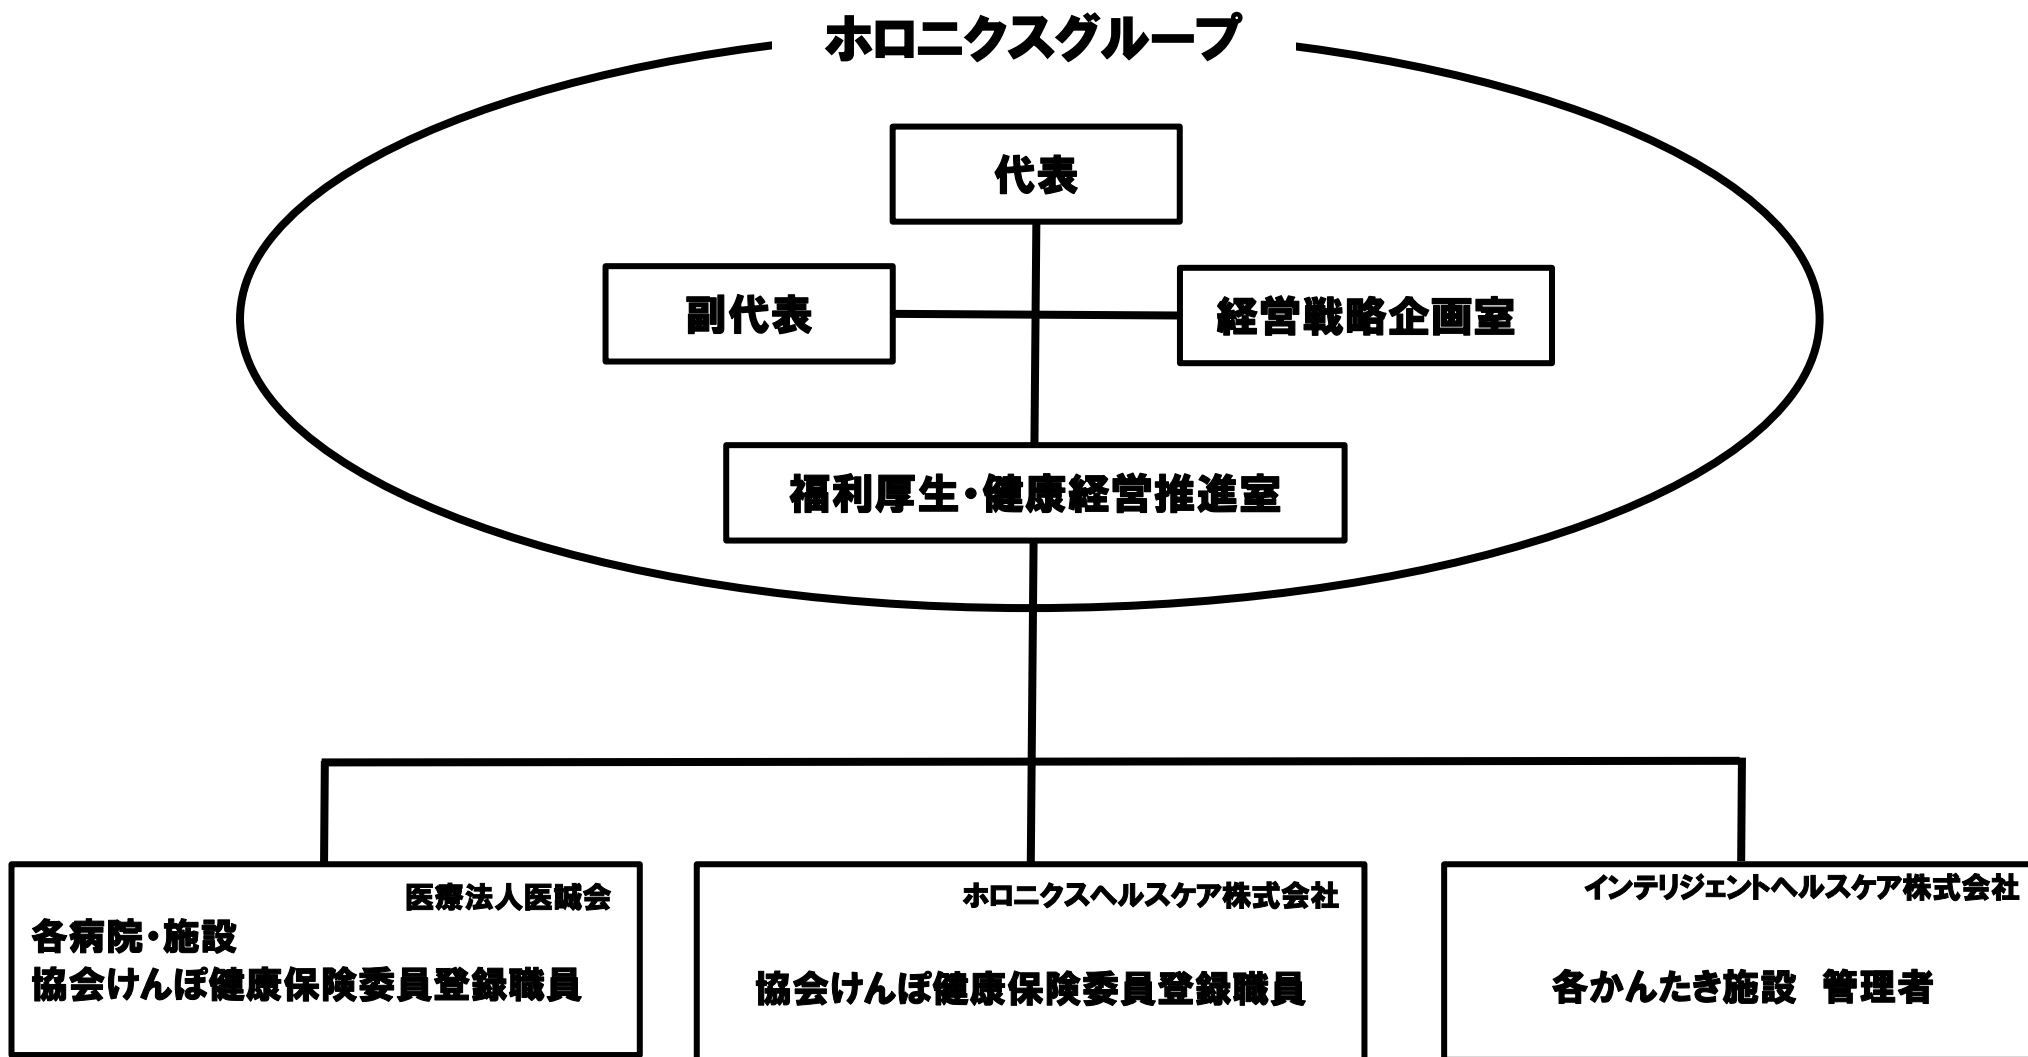 ホロニクスグループ
代表
副代表
経営戦略企画室
福利厚生・健康経営推進室
医療法人医誠会
各病院・施設
協会けんぽ健康保険委員登録職員
ホロニクスヘルスケア株式会社
協会けんぽ健康保険委員登録職員
インテリジェントヘルスケア株式会社
各かんたき施設　管理者